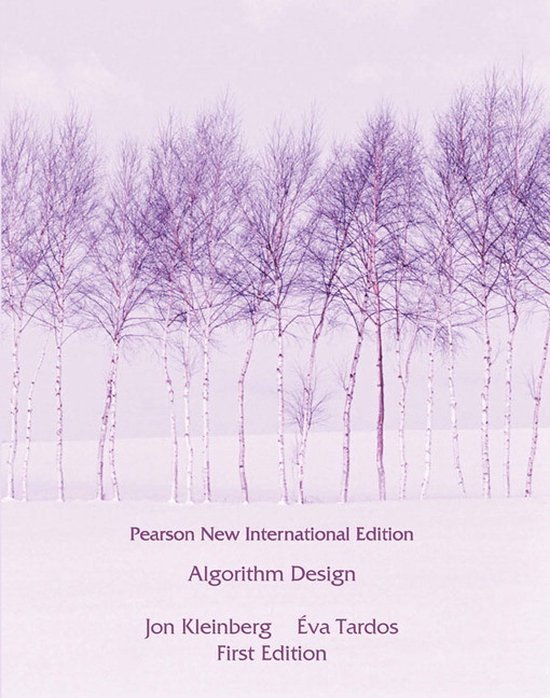 Pearson New International Edition
Algorithm Design
Jon Kleinberg Éva Tardos
First Edition